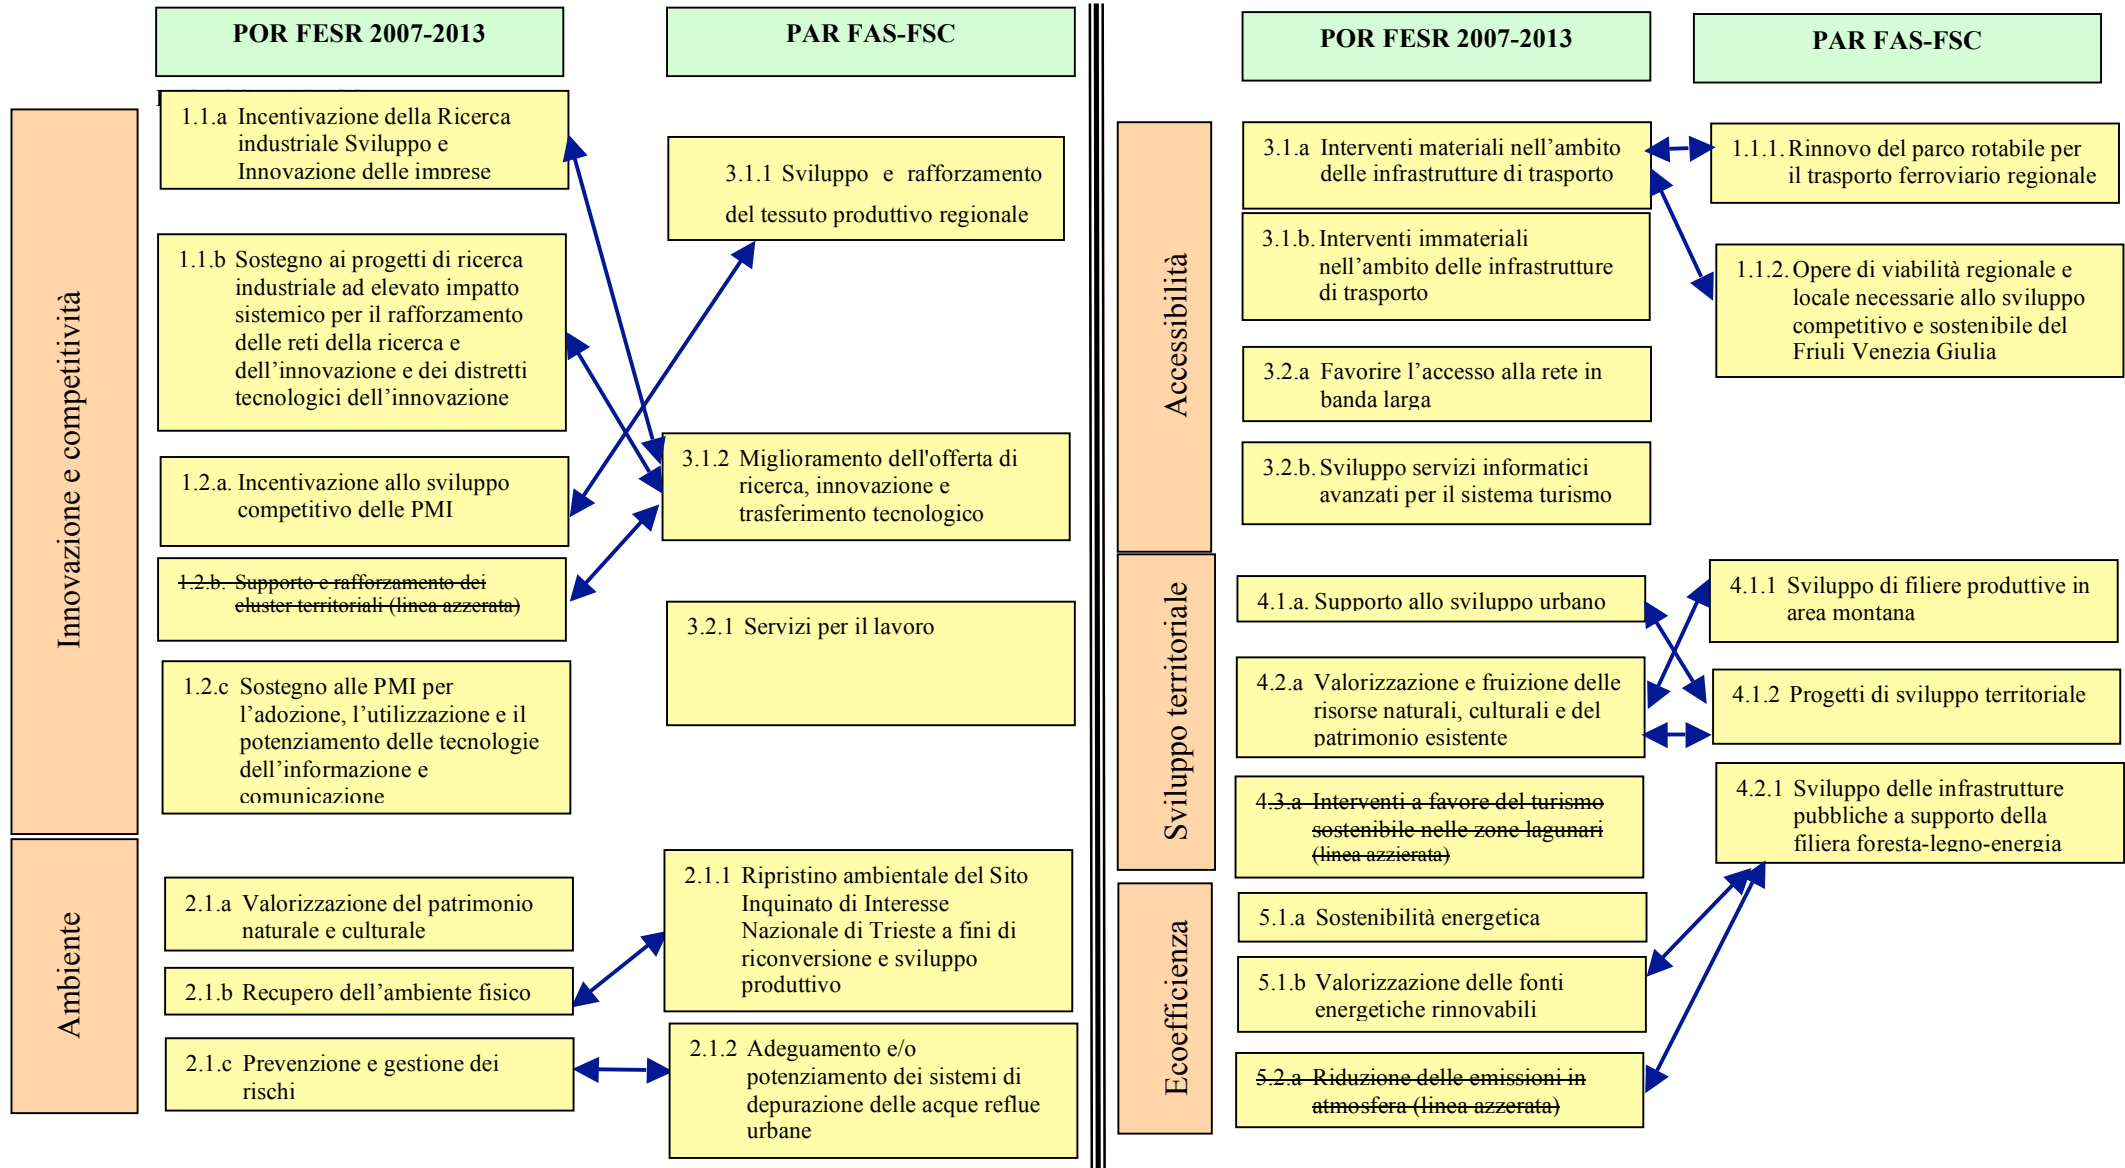 POR FESR 2007-2013
PAR FAS-FSC
Innovazione e competitività
1.1.a Incentivazione della Ricerca
industriale Sviluppo e
Innovazione delle imprese
1.1.b Sostegno ai progetti di ricerca
industriale ad elevato impatto
sistemico per il rafforzamento
delle reti della ricerca e
dell’innovazione e dei distretti
tecnologici dell’innovazione
1.2.a. Incentivazione allo sviluppo
competitivo delle PMI
1.2.b. Supporto e rafforzamento dei
cluster territoriali (linea azzerata)
1.2.c Sostegno alle PMI per
l’adozione, l’utilizzazione e il
potenziamento delle tecnologie
dell’informazione e
comunicazione
3.1.1 Sviluppo e rafforzamento
del tessuto produttivo regionale
3.1.2 Miglioramento dell'offerta di
ricerca, innovazione e
trasferimento tecnologico
3.2.1 Servizi per il lavoro
Ambiente
2.1.a Valorizzazione del patrimonio
naturale e culturale
2.1.b Recupero dell’ambiente fisico
2.1.c Prevenzione e gestione dei
rischi
2.1.1 Ripristino ambientale del Sito
Inquinato di Interesse
Nazionale di Trieste a fini di
riconversione e sviluppo
produttivo
2.1.2 Adeguamento e/o
potenziamento dei sistemi di
depurazione delle acque reflue
urbane
POR FESR 2007-2013
PAR FAS-FSC
Accessibilità
3.1.a Interventi materiali nell’ambito
delle infrastrutture di trasporto
3.1.b. Interventi immateriali
nell’ambito delle infrastrutture
di trasporto
3.2.a Favorire l’accesso alla rete in
banda larga
3.2.b. Sviluppo servizi informatici
avanzati per il sistema turismo
1.1.1. Rinnovo del parco rotabile per
il trasporto ferroviario regionale
1.1.2. Opere di viabilità regionale e
locale necessarie allo sviluppo
competitivo e sostenibile del
Friuli Venezia Giulia
Sviluppo territoriale
4.1.a. Supporto allo sviluppo urbano
4.2.a Valorizzazione e fruizione delle
risorse naturali, culturali e del
patrimonio esistente
4.3.a Interventi a favore del turismo
sostenibile nelle zone lagunari
(linea azzierata)
4.1.1 Sviluppo di filiere produttive in
area montana
4.1.2 Progetti di sviluppo territoriale
4.2.1 Sviluppo delle infrastrutture
pubbliche a supporto della
filiera foresta-legno-energia
Ecoefficienza
5.1.a Sostenibilità energetica
5.1.b Valorizzazione delle fonti
energetiche rinnovabili
5.2.a Riduzione delle emissioni in
atmosfera (linea azzerata)